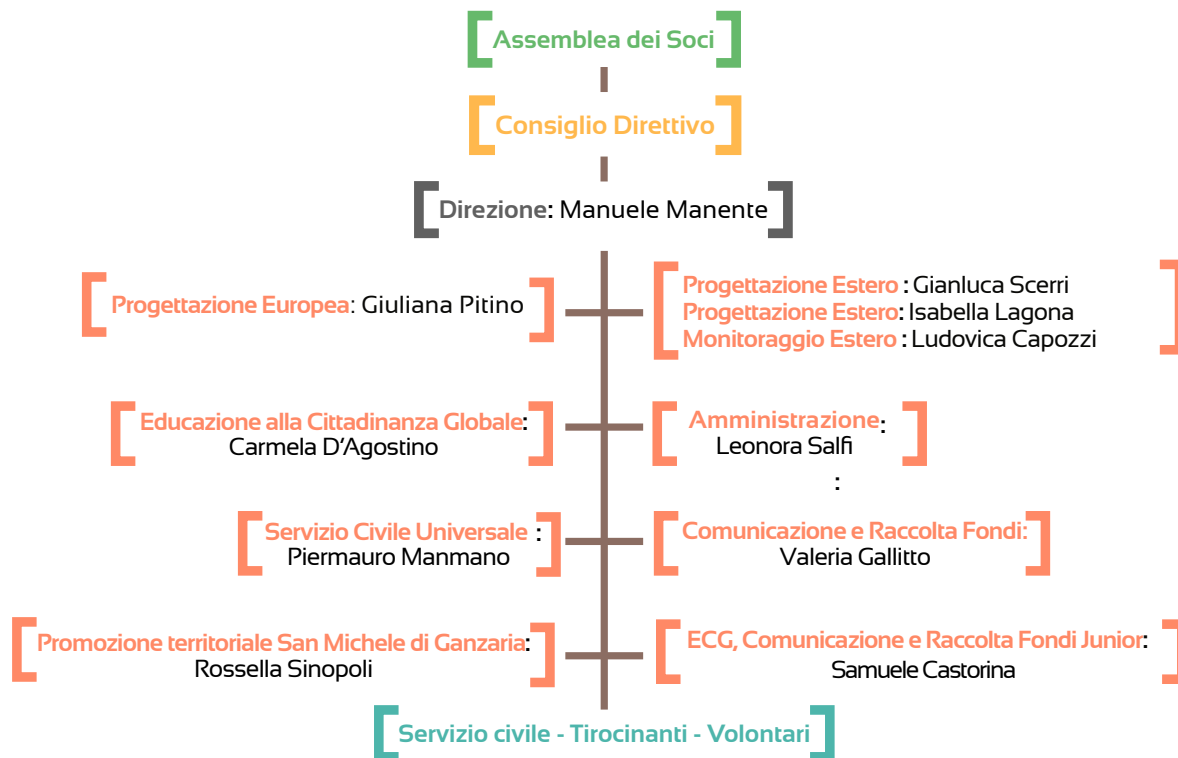 Assemblea dei Soci
Consiglio Direttivo
Direzione: Manuele Manente
Progettazione Europea: Giuliana Pitino
Progettazione Estero : Gianluca Scerri
Progettazione Estero: Isabella Lagona
Monitoraggio Estero : Ludovica Capozzi
Educazione alla Cittadinanza Globale:
Carmela D'Agostino
Amministrazione:
Leonora Salfi
:
Servizio Civile Universale :
Piermauro Manmano
Comunicazione e Raccolta Fondi:
Valeria Gallitto
Promozione territoriale San Michele di Ganzaria:
Rossella Sinopoli
ECG, Comunicazione e Raccolta Fondi Junior:
Samuele Castorina
Servizio civile - Tirocinanti - Volontari